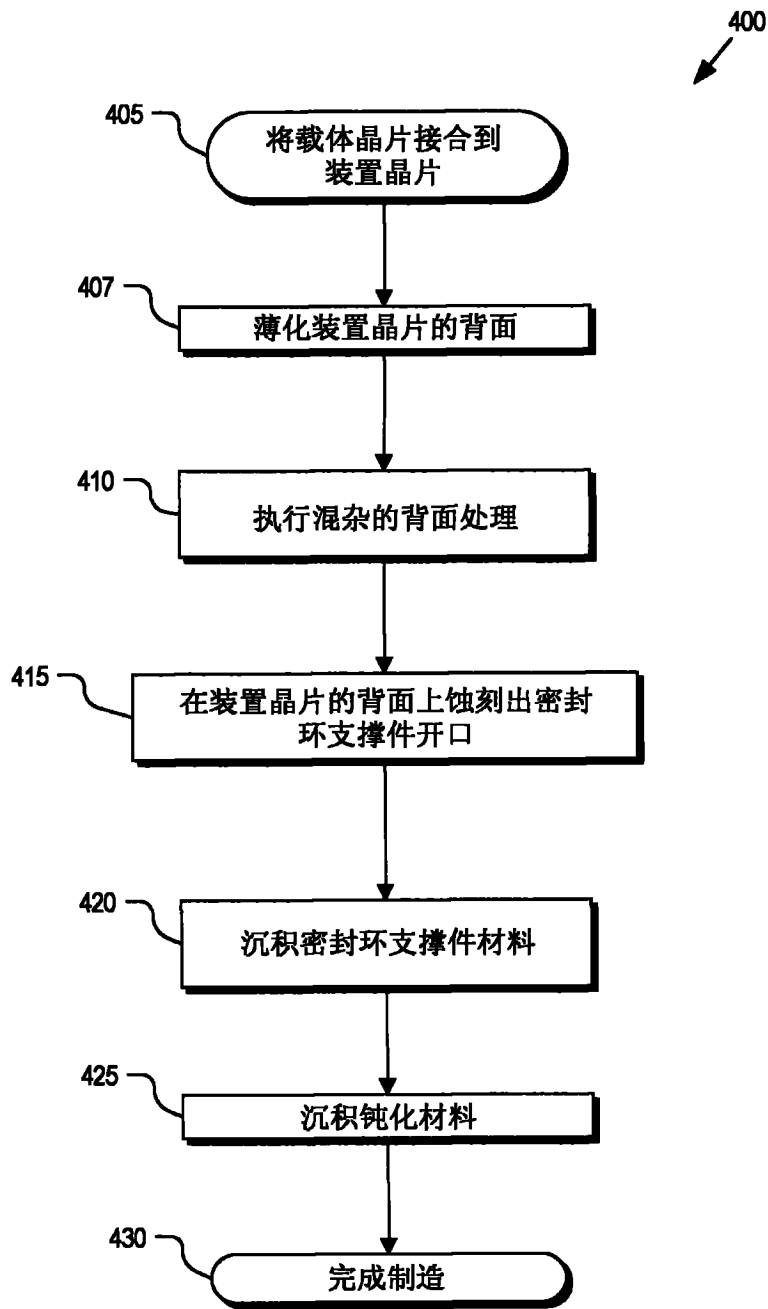 400
405
将载体晶片接合到
装置晶片
407
薄化装置晶片的背面
410
执行混杂的背面处理
415
在装置晶片的背面上蚀刻出密封
环支撑件开口
420
沉积密封环支撑件材料
425
沉积钝化材料
430
完成制造